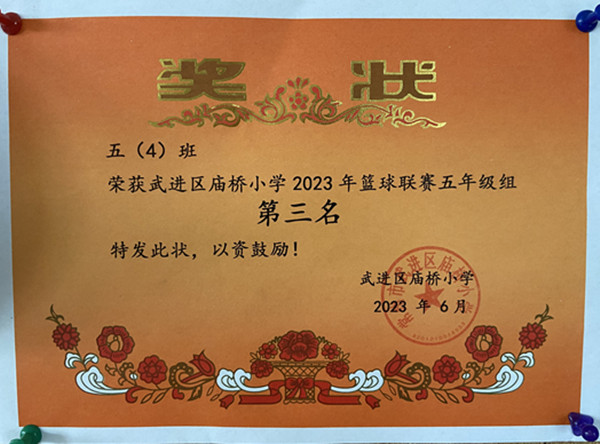 奖状
五（4）班
荣获武进区庙桥小学2023年篮球联赛五年级组
第三名
特发此状，以资鼓励！
武进区庙桥小学
2023 年 6 月